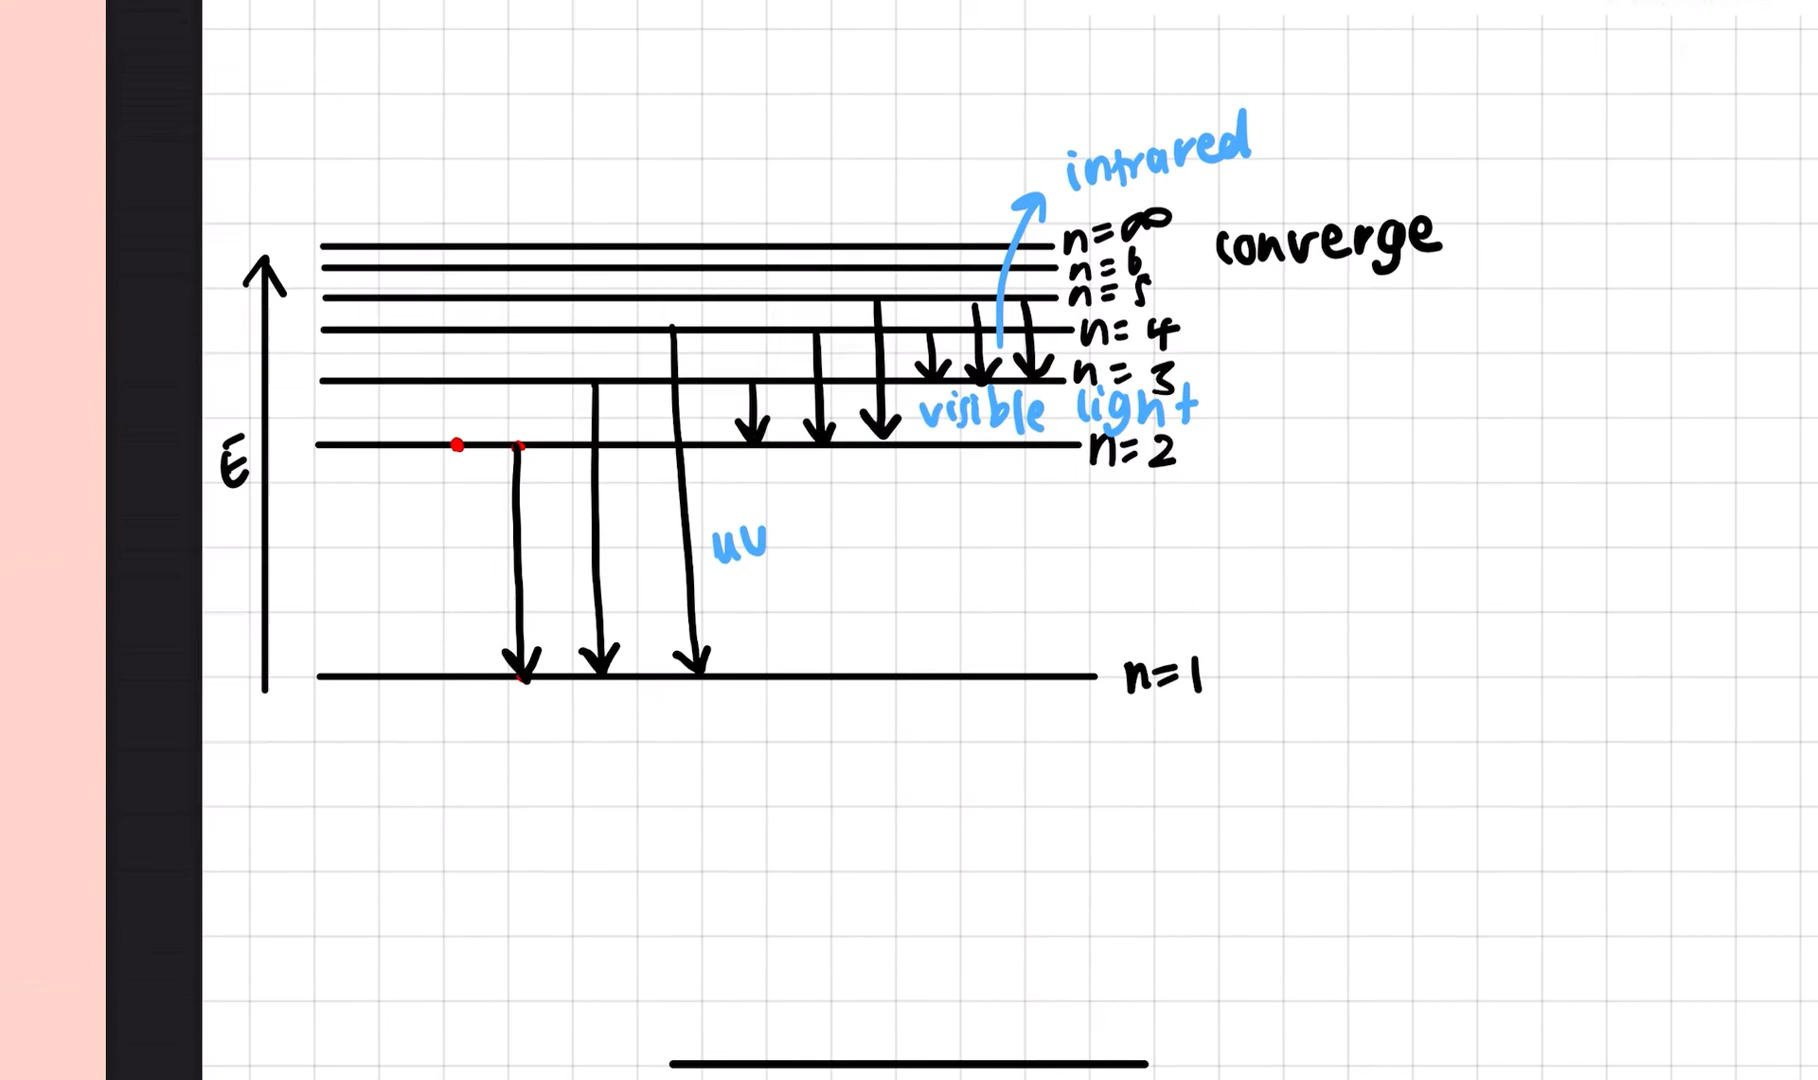 infrared
n=∞ converge
n=6
n=5
n=4
n=3
visible light
n=2
E
uv
n=1